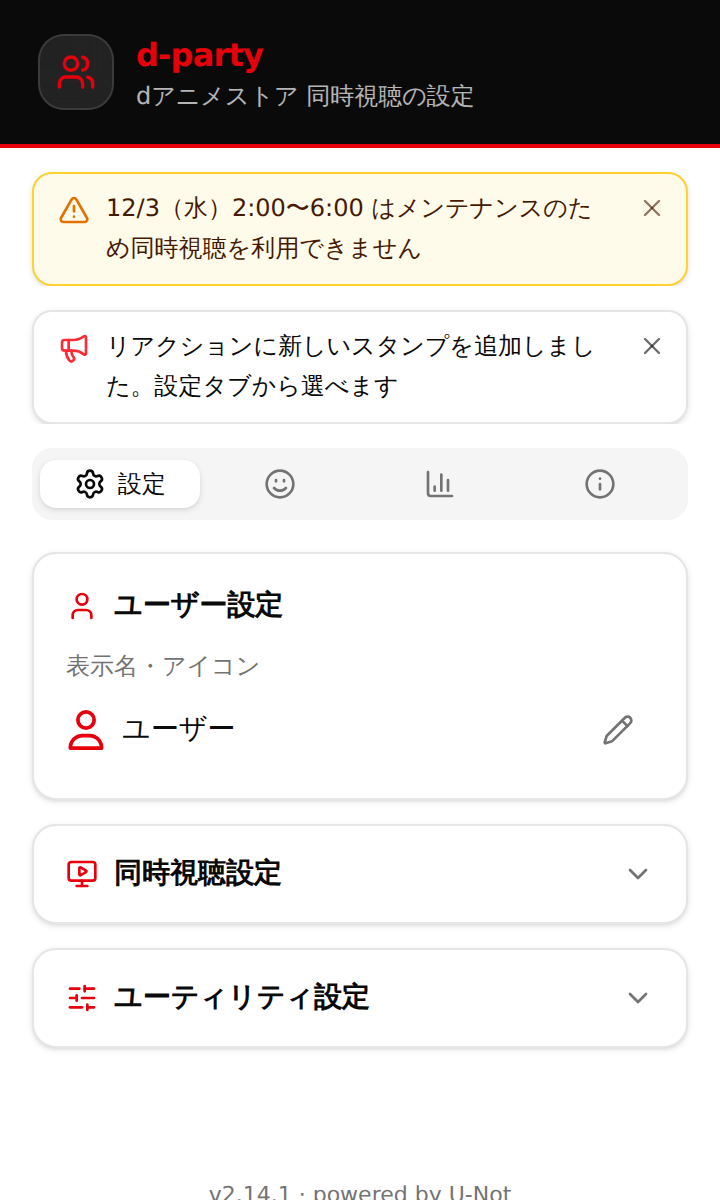 d-party
dアニメストア 同時視聴の設定
12/3（水）2:00〜6:00 はメンテナンスのた
め同時視聴を利用できません
リアクションに新しいスタンプを追加しまし
た。設定タブから選べます
設定
ユーザー設定
表示名・アイコン
ユーザー
同時視聴設定
ユーティリティ設定
v2.14.1 · powered by U-Not